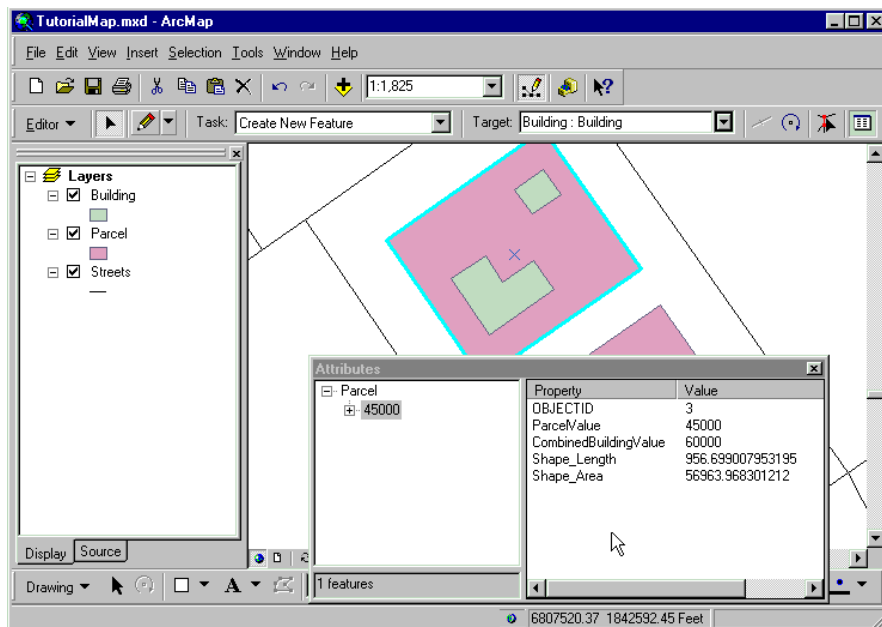 TutorialMap.mxd - ArcMap
File Edit View Insert Selection Tools Window Help
1:1,825
Editor Task: Create New Feature Target: Building : Building
Layers
Building
Parcel
Streets
Attributes
Parcel
45000
Property Value
OBJECTID 3
ParcelValue 45000
CombinedBuildingValue 60000
Shape_Length 956.699007953195
Shape_Area 56963.968301212
1 features
Display Source
Drawing A
6807520.37 1842592.45 Feet